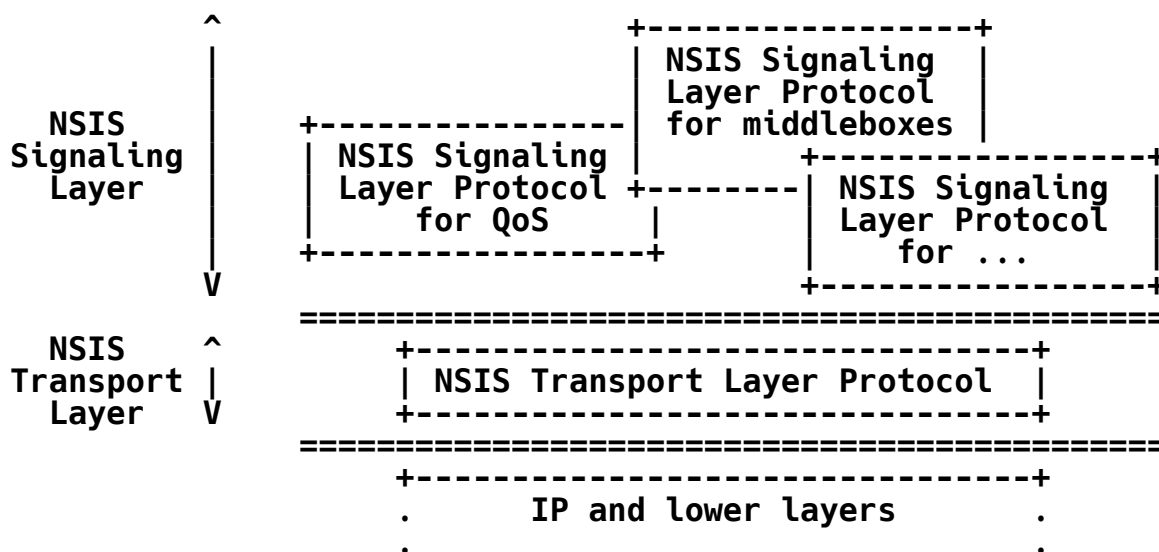 ^ +-----------------+
| | NSIS Signaling |
| | Layer Protocol |
NSIS | +----------------| for middleboxes |
Signaling | | NSIS Signaling | +-----------------+
Layer | | Layer Protocol +--------| NSIS Signaling |
| | for QoS | | Layer Protocol |
| +-----------------+ | for ... |
V +-----------------+
=============================================
NSIS ^ +--------------------------------+
Transport | | NSIS Transport Layer Protocol |
Layer V +--------------------------------+
=============================================
+--------------------------------+
. IP and lower layers .
. .